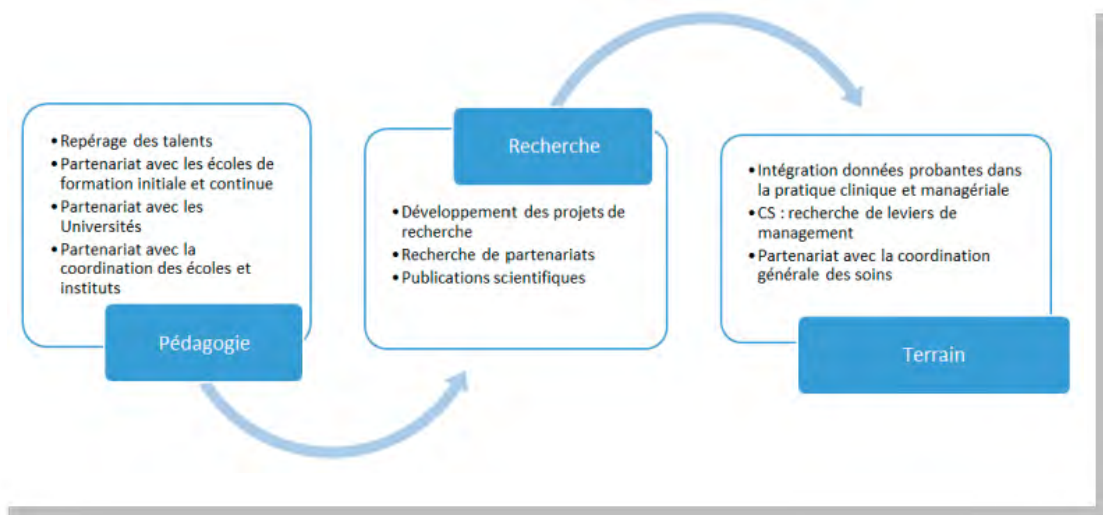 • Repérage des talents
• Partenariat avec les écoles de
formation initiale et continue
• Partenariat avec les
Universités
• Partenariat avec la
coordination des écoles et
instituts
Pédagogie
Recherche
• Développement des projets de
recherche
• Recherche de partenariats
• Publications scientifiques
• Intégration données probantes dans
la pratique clinique et managériale
• CS : recherche de leviers de
management
• Partenariat avec la coordination
générale des soins
Terrain